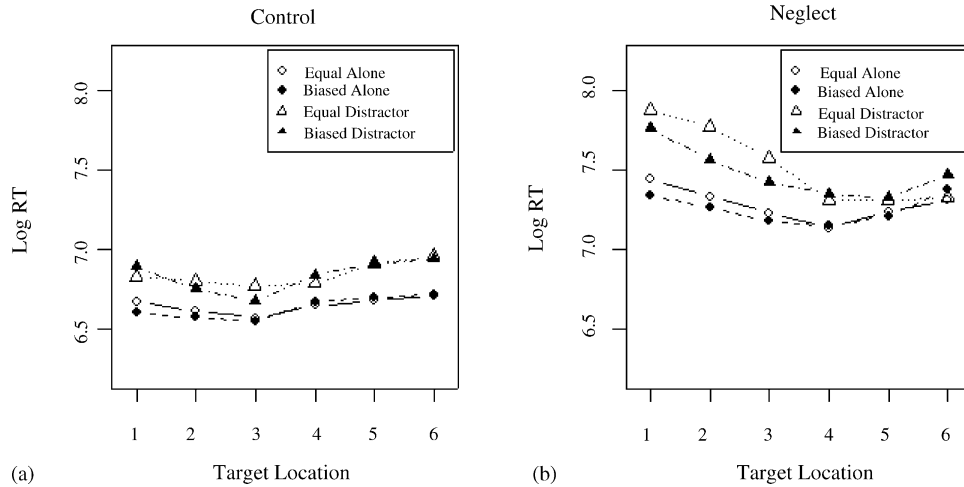 Control
Equal Alone
Biased Alone
Equal Distractor
Biased Distractor
Log RT
8.0
7.5
7.0
6.5
1 2 3 4 5 6
(a) Target Location
Neglect
Equal Alone
Biased Alone
Equal Distractor
Biased Distractor
Log RT
8.0
7.5
7.0
6.5
1 2 3 4 5 6
(b) Target Location